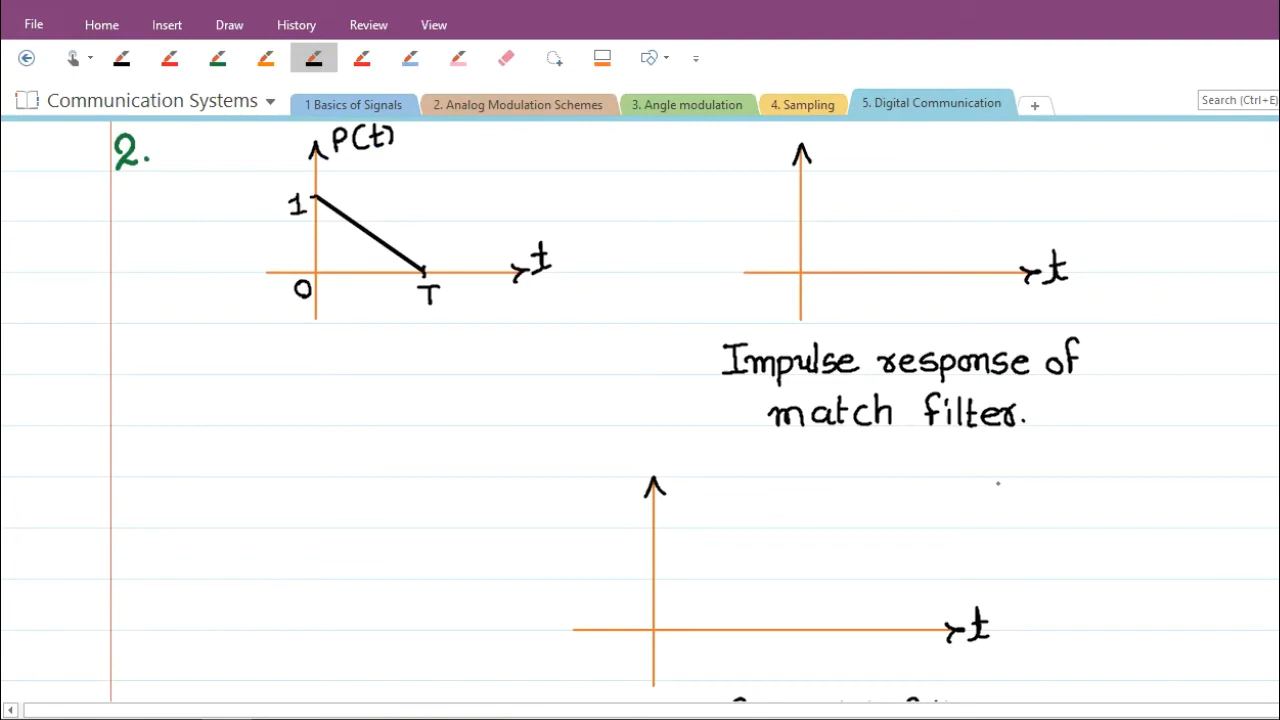 File Home Insert Draw History Review View
Communication Systems
1 Basics of Signals
2. Analog Modulation Schemes
3. Angle modulation
4. Sampling
5. Digital Communication
+
Search (Ctrl+E)
2.
P(t)
1
t
0
T
t
Impulse response of
match filter.
t